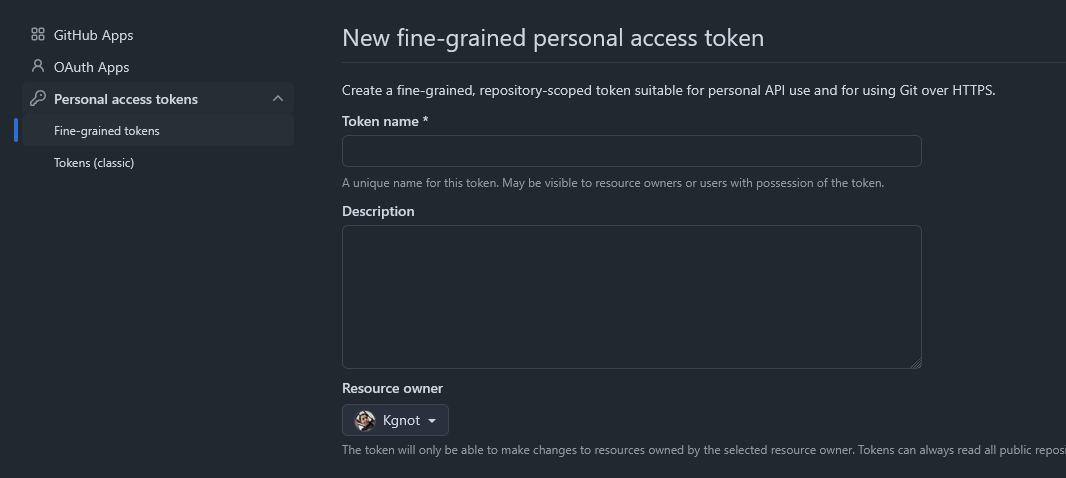 GitHub Apps
OAuth Apps
Personal access tokens
Fine-grained tokens
Tokens (classic)
New fine-grained personal access token
Create a fine-grained, repository-scoped token suitable for personal API use and for using Git over HTTPS.
Token name *
A unique name for this token. May be visible to resource owners or users with possession of the token.
Description
Resource owner
Kgnot
The token will only be able to make changes to resources owned by the selected resource owner. Tokens can always read all public